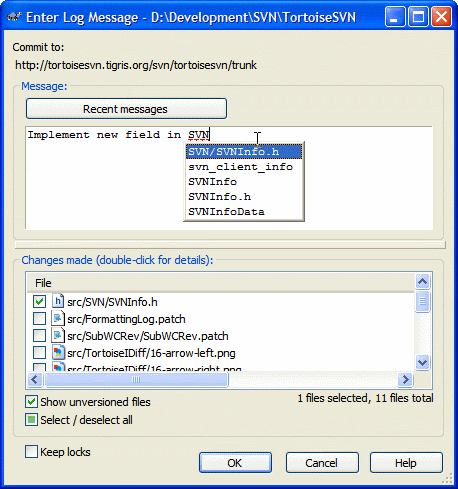 Enter Log Message - D:\Development\SVN\TortoiseSVN
Commit to:
http://tortoisesvn.tigris.org/svn/tortoisesvn/trunk
Message:
Recent messages
Implement new field in SVN
SVN/SVNInfo.h
svn_client_info
SVNInfo
SVNInfo.h
SVNInfoData
Changes made (double-click for details):
File
src/SVN/SVNInfo.h
src/FormattingLog.patch
src/SubWCRev/SubWCRev.patch
src/TortoiseIDiff/16-arrow-left.png
src/TortoiseIDiff/16-arrow-right.png
Show unversioned files
1 files selected, 11 files total
Select / deselect all
Keep locks
OK
Cancel
Help